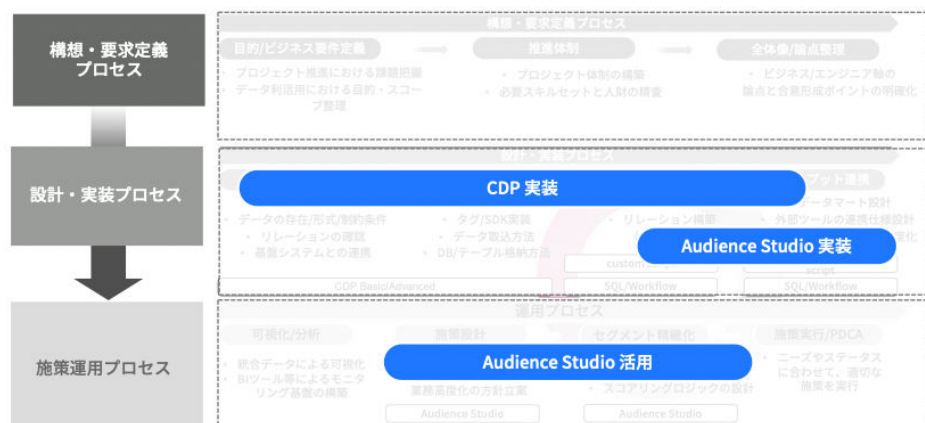 構想・要求定義
プロセス
構想・要求定義プロセス
目的/ビジネス要件定義
推進体制
全体像/論点整理
• プロジェクト推進における課題把握
• データ利活用における目的・スコー
プ整理
• プロジェクト体制の構築
• 必要スキルセットと人財の精査
• ビジネス/エンジニア軸の
論点と合意形成ポイントの明確化
設計・実装プロセス
設計・実装プロセス
プット連携
CDP 実装
• データの存在/形式/制約条件
• リレーションの確認
• 基盤システムとの連携
• タグ/SDK実装
• データ取込方法
• DB/テーブル格納方法
• リレーション構築
データマート設計
• 外部ツールの連携仕様設計
Audience Studio 実装
script
CDP Basic/Advanced
SQL/Workflow
SQL/Workflow
施策運用プロセス
運用プロセス
可視化/分析
施策設計
セグメント精緻化
施策実行/PDCA
• 統合データによる可視化
• BIツール等によるモニタ
リング基盤の構築
Audience Studio 活用
業務高度化の方針立案
• スコアリングロジックの設計
• ニーズやステータス
に合わせて、適切な
施策を実行
Audience Studio
Audience Studio